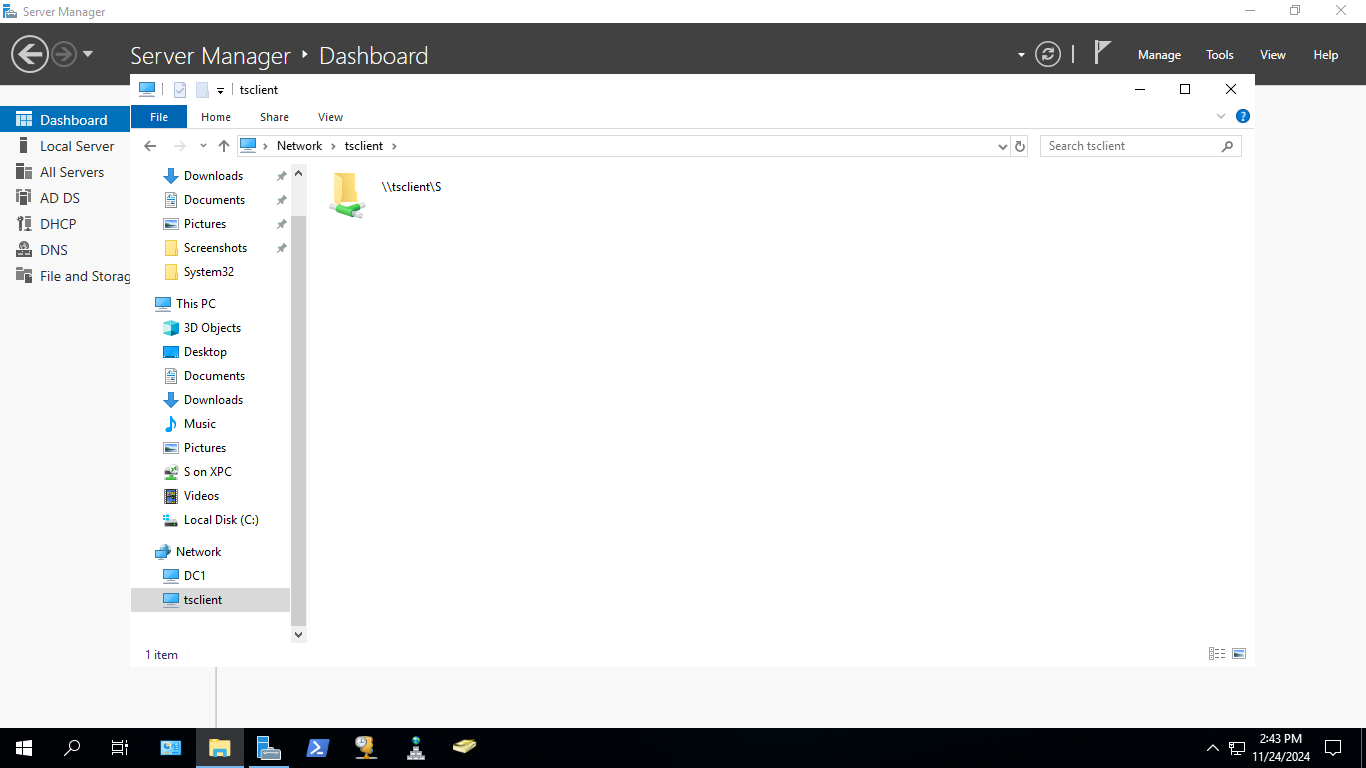 Server Manager
Server Manager ‣ Dashboard
Manage Tools View Help
tsclient
File Home Share View
Network > tsclient >
Search tsclient
Dashboard
Local Server
All Servers
AD DS
DHCP
DNS
File and Storag
Downloads
Documents
Pictures
Screenshots
System32
This PC
3D Objects
Desktop
Documents
Downloads
Music
Pictures
S on XPC
Videos
Local Disk (C:)
Network
DC1
tsclient
\\tsclient\S
1 item
2:43 PM
11/24/2024